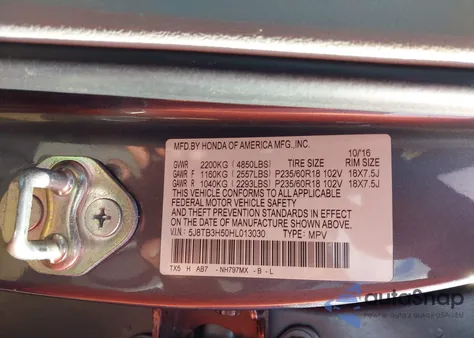 MFD.BY HONDA OF AMERICA MFG.,INC.
10/16
GVWR 2200KG (4850LBS) TIRE SIZE RIM SIZE
GAWR F 1160KG (2557LBS) P235/60R18 102V 18X7.5J
GAWR R 1040KG (2293LBS) P235/60R18 102V 18X7.5J
THIS VEHICLE CONFORMS TO ALL APPLICABLE
FEDERAL MOTOR VEHICLE SAFETY
AND THEFT PREVENTION STANDARDS IN EFFECT
ON THE DATE OF MANUFACTURE SHOWN ABOVE.
V.I.N.: 5J8TB3H50HL013030 TYPE: MPV
TX5 H AB7 - NH797MX - B - L
autoSnap